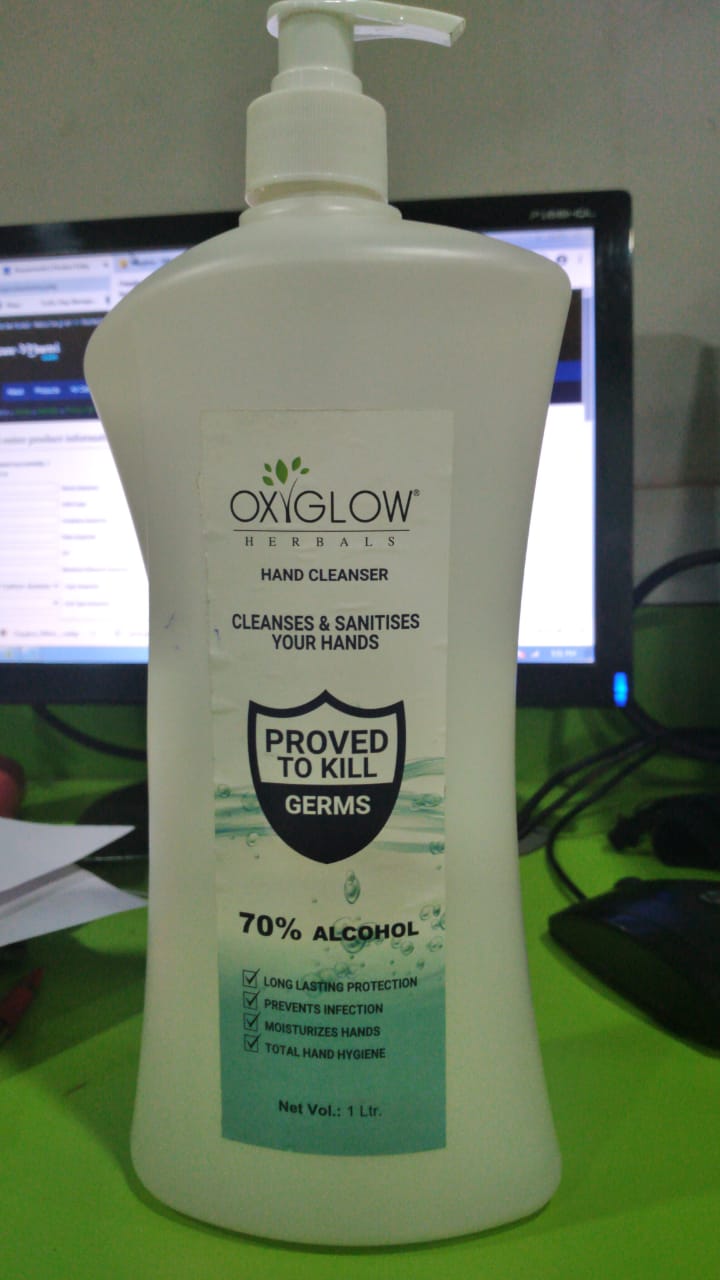 OXYGLOW®
HERBALS
HAND CLEANSER
CLEANSES & SANITISES
YOUR HANDS
PROVED
TO KILL
GERMS
70% ALCOHOL
LONG LASTING PROTECTION
PREVENTS INFECTION
MOISTURIZES HANDS
TOTAL HAND HYGIENE
Net Vol.: 1 Ltr.